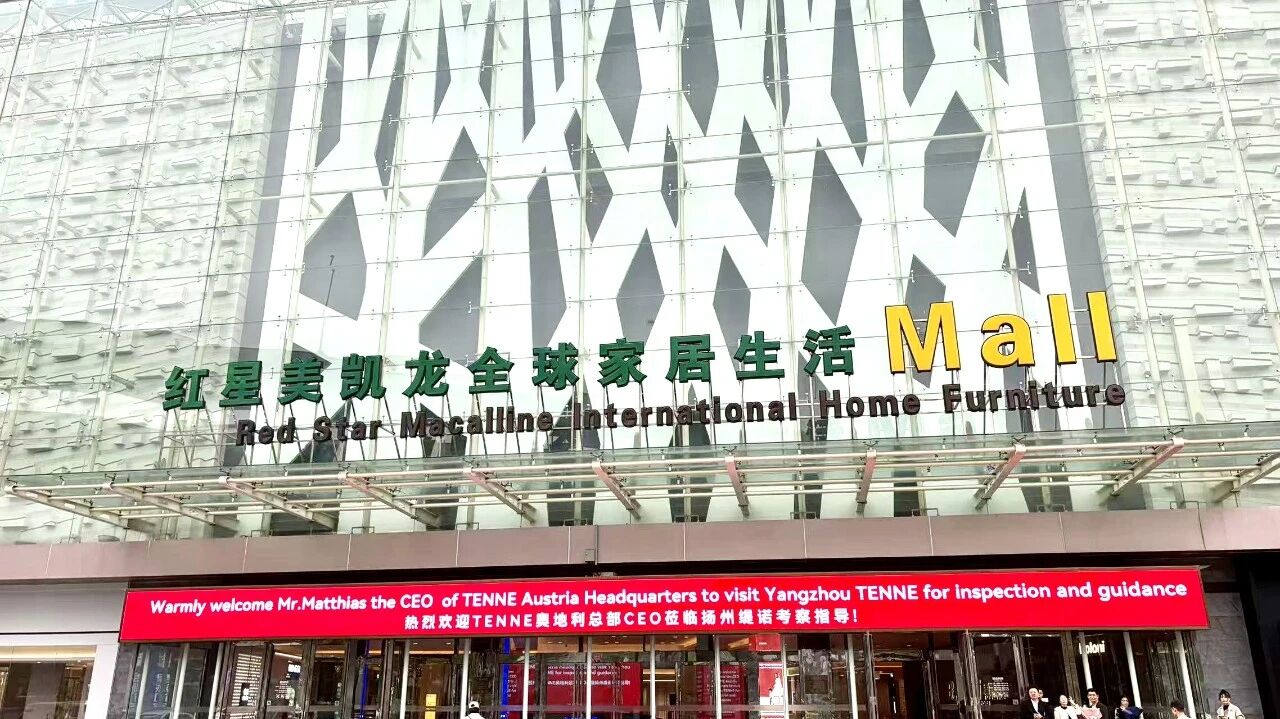 红星美凯龙全球家居生活 Mall
Red Star Macalline International Home Furniture
Warmly welcome Mr.Matthias the CEO of TENNE Austria Headquarters to visit Yangzhou TENNE for inspection and guidance
热烈欢迎TENNE奥地利总部CEO莅临扬州缇诺考察指导!